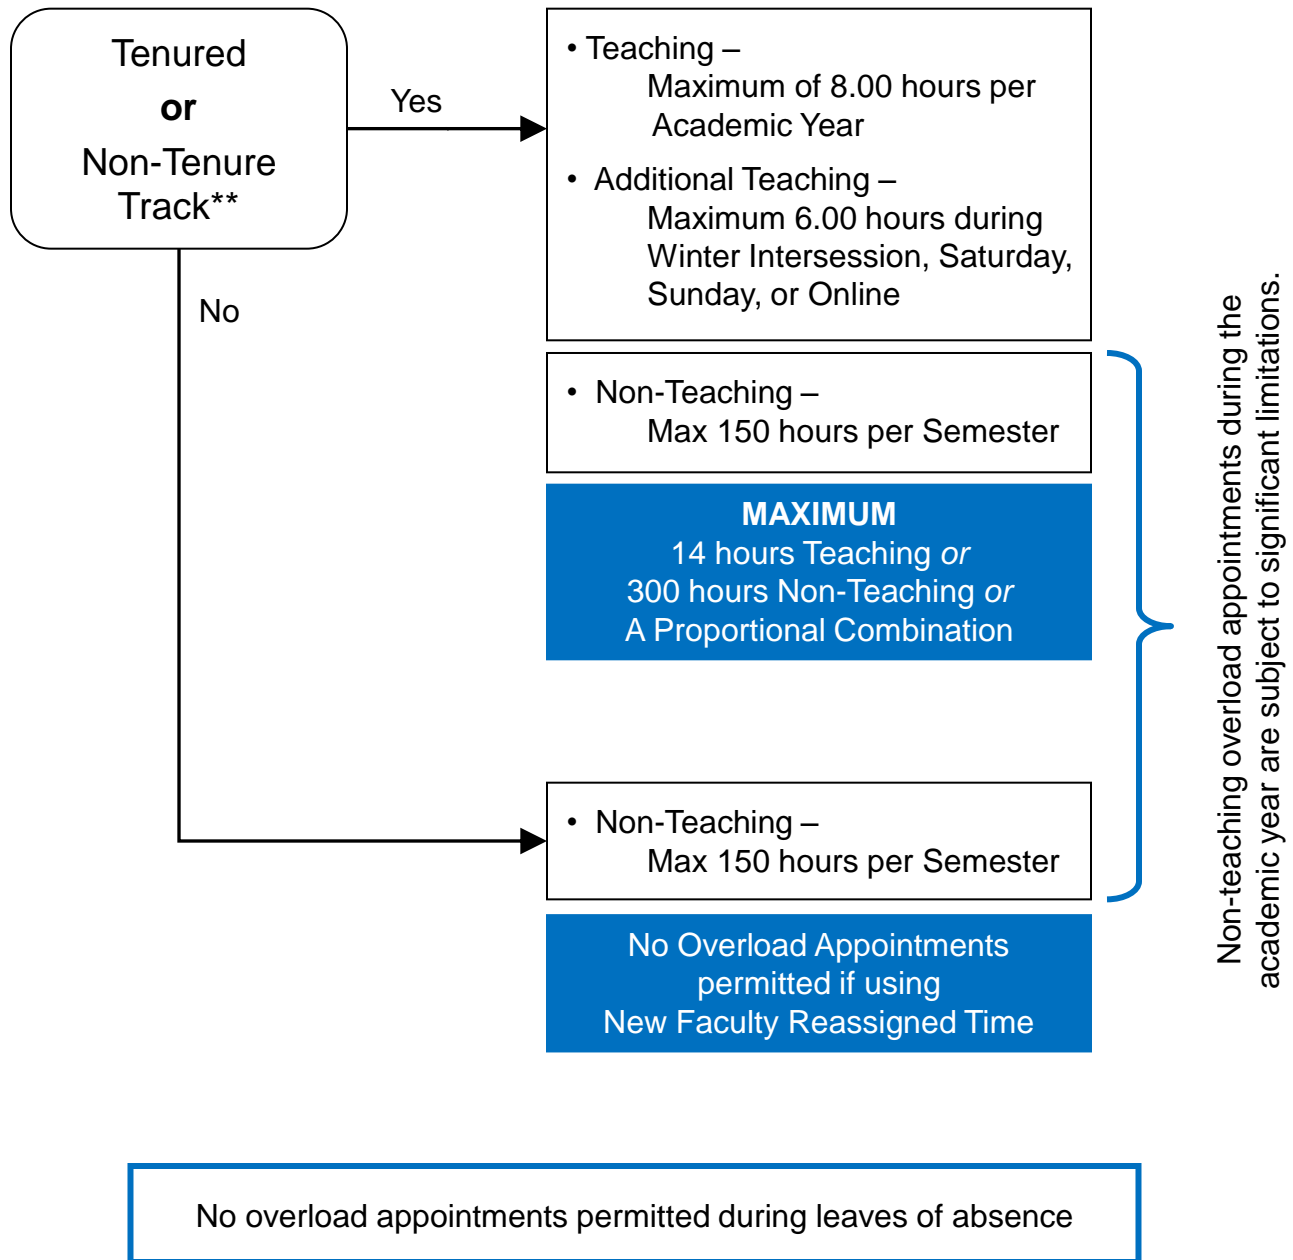 Tenured
or
Non-Tenure
Track**
Yes
No
• Teaching –
Maximum of 8.00 hours per
Academic Year
• Additional Teaching –
Maximum 6.00 hours during
Winter Intersession, Saturday,
Sunday, or Online
• Non-Teaching –
Max 150 hours per Semester
MAXIMUM
14 hours Teaching or
300 hours Non-Teaching or
A Proportional Combination
• Non-Teaching –
Max 150 hours per Semester
No Overload Appointments
permitted if using
New Faculty Reassigned Time
Non-teaching overload appointments during the
academic year are subject to significant limitations.
No overload appointments permitted during leaves of absence